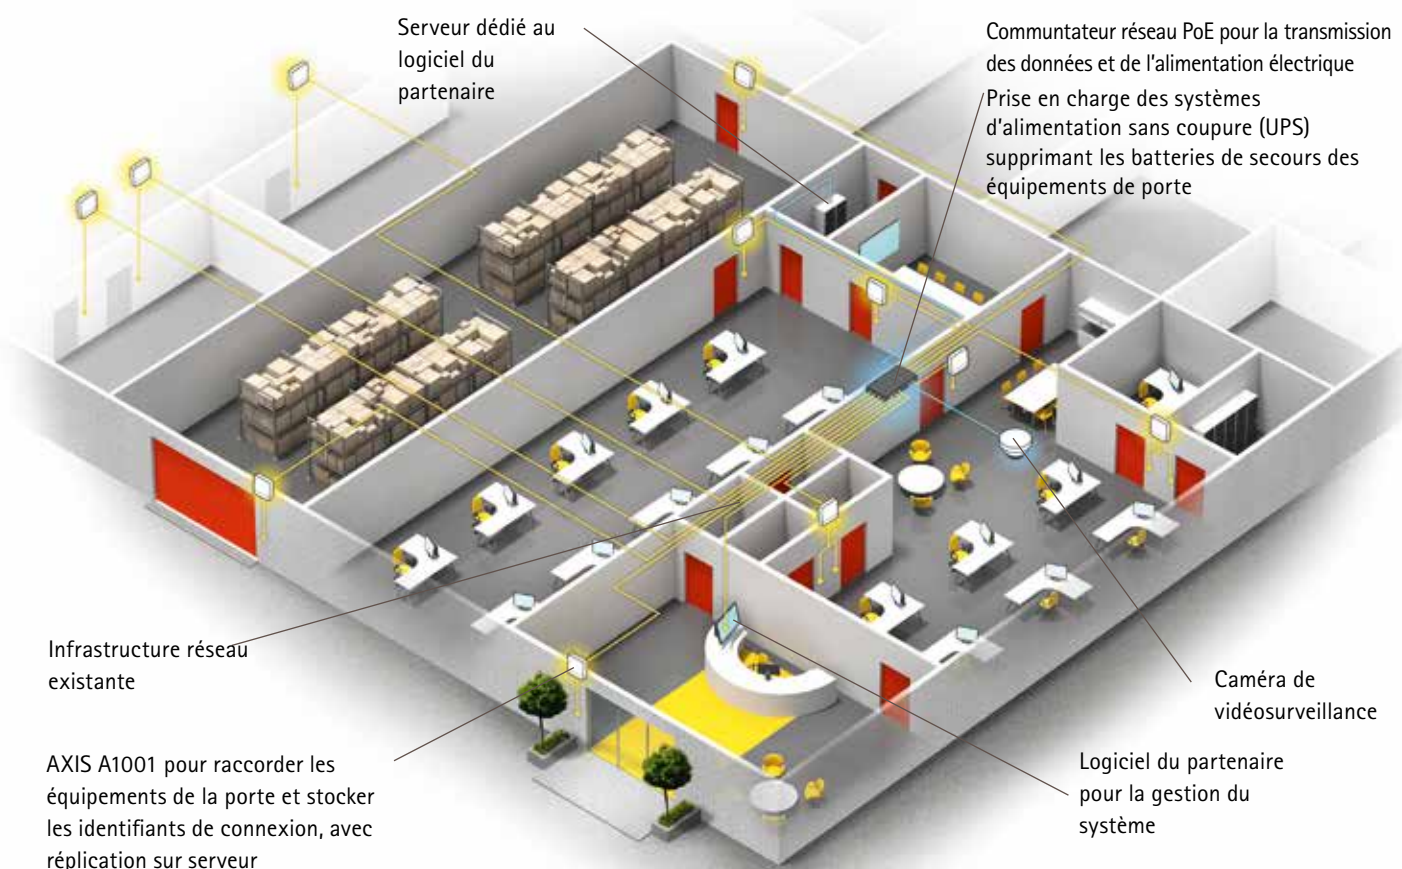 Serveur dédié au
logiciel du
partenaire
Communtateur réseau PoE pour la transmission
des données et de l'alimentation électrique
Prise en charge des systèmes
d'alimentation sans coupure (UPS)
supprimant les batteries de secours des
équipements de porte
Infrastructure réseau
existante
AXIS A1001 pour raccorder les
équipements de la porte et stocker
les identifiants de connexion, avec
réplication sur serveur
Caméra de
vidéosurveillance
Logiciel du partenaire
pour la gestion du
système